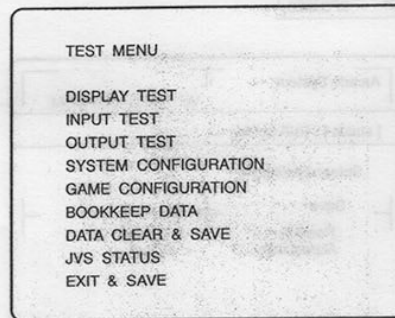 TEST MENU
DISPLAY TEST
INPUT TEST
OUTPUT TEST
SYSTEM CONFIGURATION
GAME CONFIGURATION
BOOKKEEP DATA
DATA CLEAR & SAVE
JVS STATUS
EXIT & SAVE